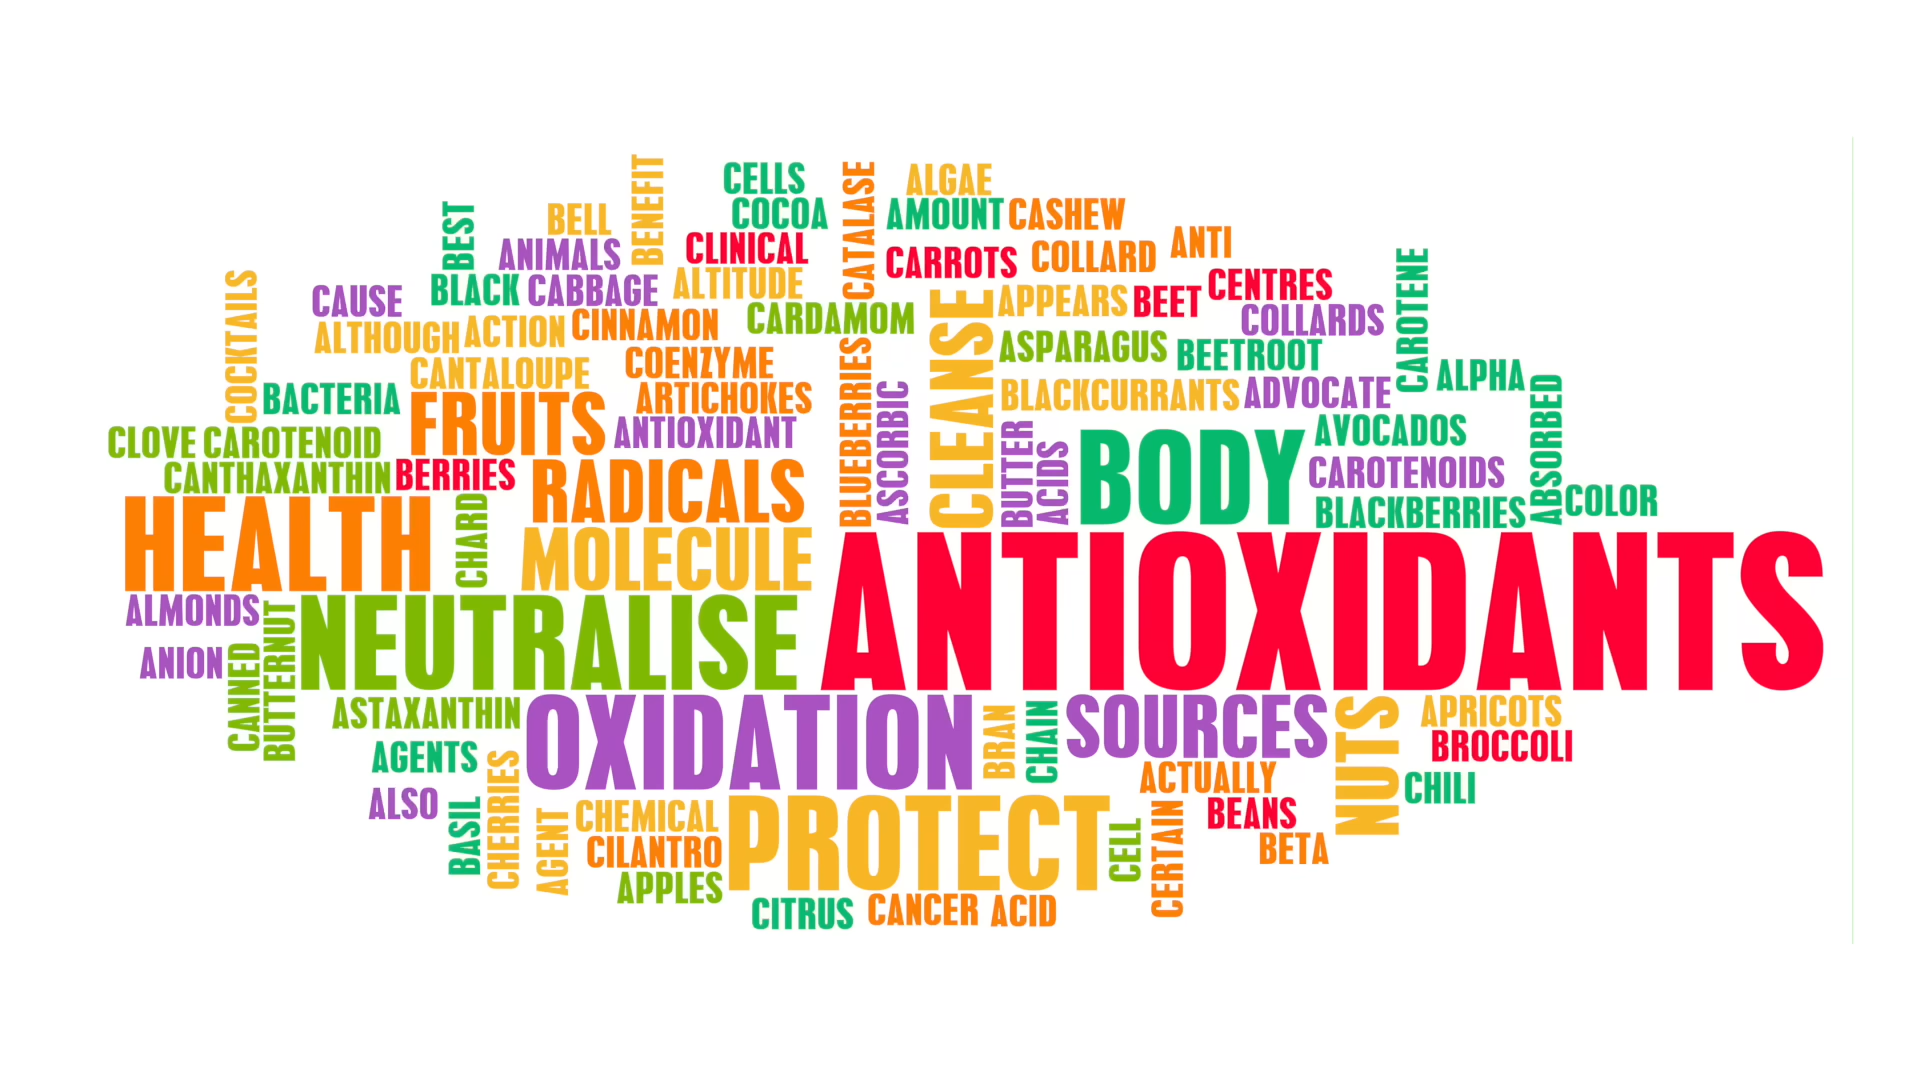 CELLS
ALGAE
BENEFIT
CATALASE
COCOA
AMOUNT
CASHEW
BEST
BELL
CLINICAL
ANTI
ANIMALS
CARROTS
COLLARD
CAROTENE
COCKTAILS
CAUSE
BLACK
CABBAGE
ALTITUDE
CLEANSE
APPEARS
BEET
CENTRES
ALTHOUGH
ACTION
CINNAMON
CARDAMOM
COLLARDS
CANTALOUPE
COENZYME
BLUEBERRIES
ASPARAGUS
BEETROOT
ALPHA
BACTERIA
ARTICHOKES
ASCORBIC
BLACKCURRANTS
ADVOCATE
ABSORBED
CLOVE
CAROTENOID
FRUITS
ANTIOXIDANT
BUTTER
ACIDS
BODY
AVOCADOS
CANTHAXANTHIN
BERRIES
RADICALS
CAROTENOIDS
BLACKBERRIES
COLOR
HEALTH
CHARD
MOLECULE
ANTIOXIDANTS
ALMONDS
NEUTRALISE
ANION
CANNED
BUTTERNUT
ASTAXANTHIN
OXIDATION
BRAN
CHAIN
SOURCES
NUTS
APRICOTS
BROCCOLI
AGENTS
ACTUALLY
CHILI
ALSO
BASIL
CHERRIES
AGENT
CHEMICAL
PROTECT
CELL
CERTAIN
BEANS
CILANTRO
BETA
APPLES
CITRUS
CANCER
ACID